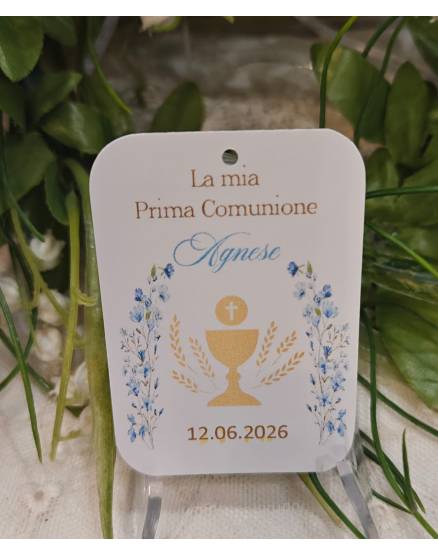 La mia
Prima Comunione
Agnese
12.06.2026